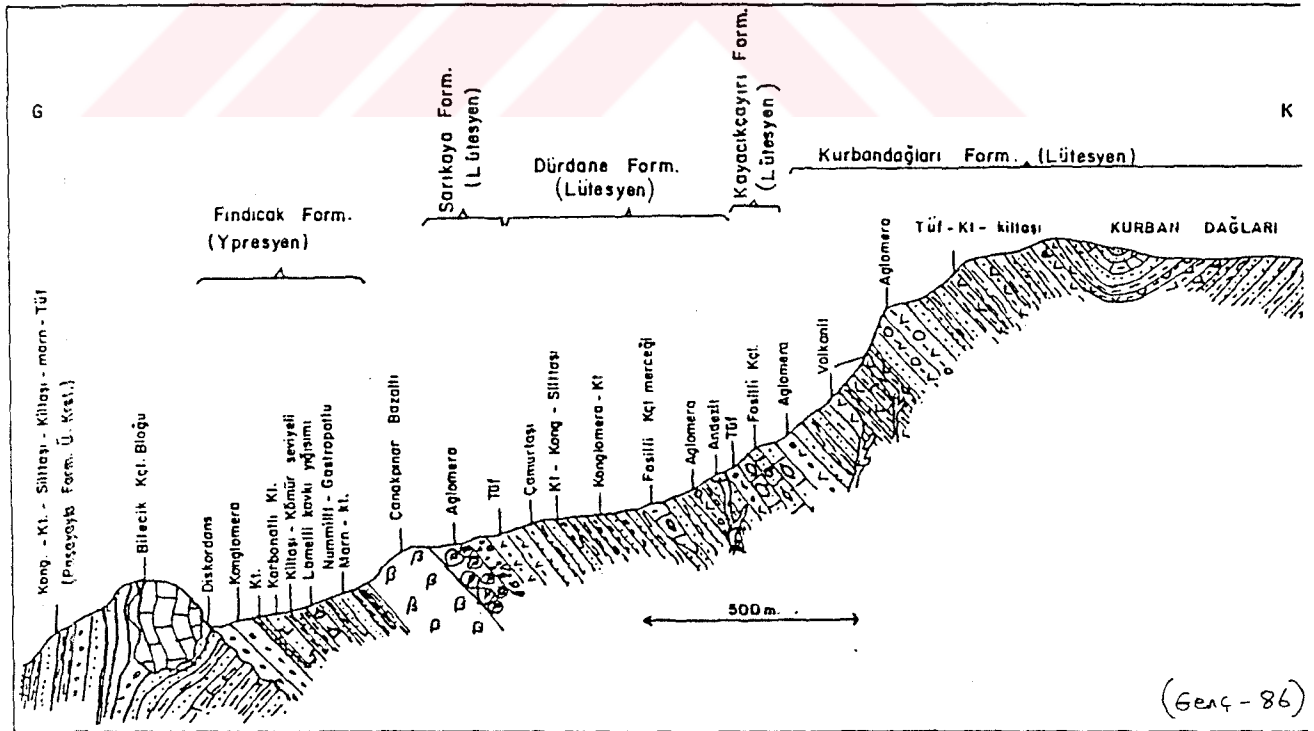 G
K
Sarıkaya Form.
(Lütesyen)
Kayacıkçayırı Form.
(Lütesyen)
Kurbandağları Form. (Lütesyen)
Dürdane Form.
(Lütesyen)
Fındıcak Form.
(Ypresyen)
Kong. - Kt. - Silttaşı - Kiltaşı - marn - Tüf
(Paşayayla Form. Ü. Kret.)
Bilecik Kçt. Bloğu
Diskordans
Konglomera
Kt.
Karbonatlı Kt.
Kiltaşı - Kömür seviyeli
Lamelli kavkı yığışımı
Nummilit - Gastropotlu
Marn - kt.
Çanakpınar Bazaltı
Aglomera
Tüf
Çamurtaşı
Kt - Kong - Silttaşı
Konglomera - Kt
Fosilli Kçt merceği
Aglomera
Andezit
Tüf
Fosilli Kçt.
Aglomera
Volkanit
Aglomera
Tüf - Kt - kiltaşı
KURBAN DAĞLARI
500 m.
(Genç - 86)